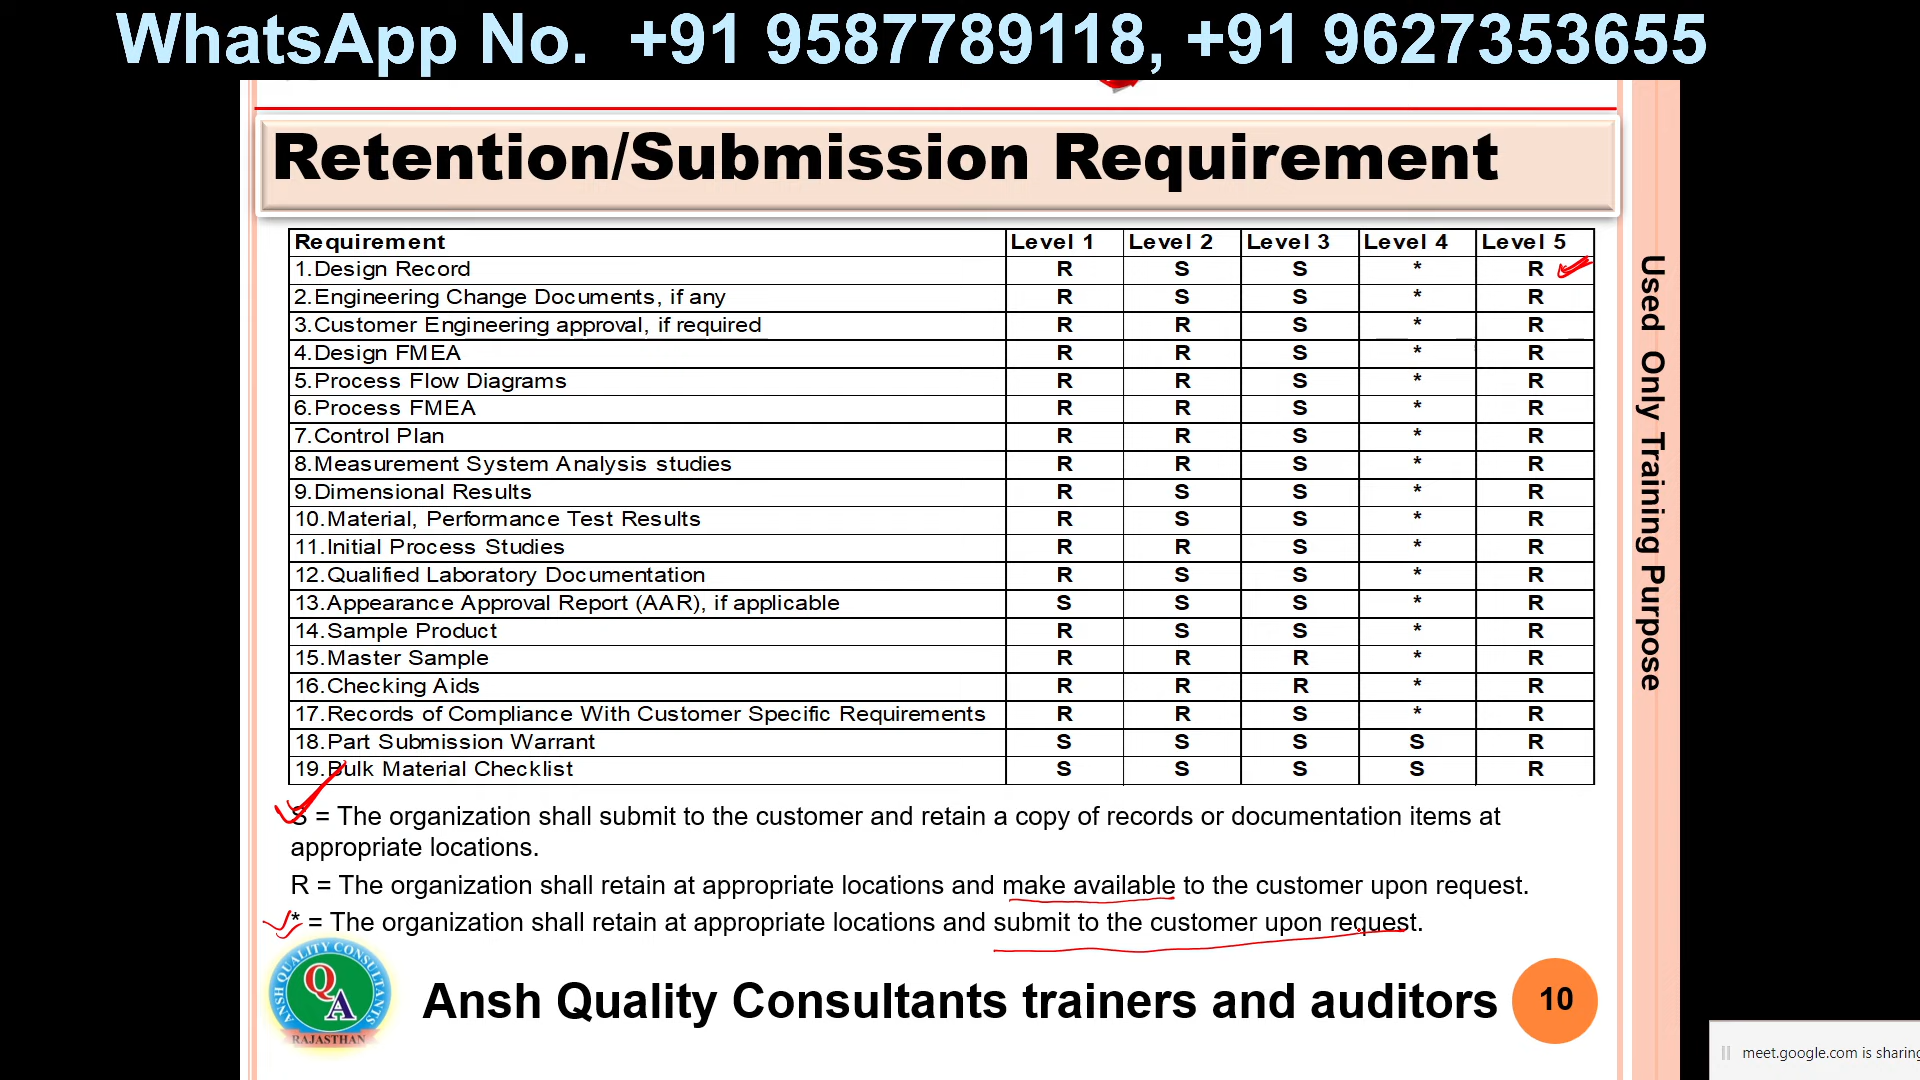 WhatsApp No. +91 9587789118, +91 9627353655
Retention/Submission Requirement
Requirement Level 1 Level 2 Level 3 Level 4 Level 5
1.Design Record R S S * R
2.Engineering Change Documents, if any R S S * R
3.Customer Engineering approval, if required R R S * R
4.Design FMEA R R S * R
5.Process Flow Diagrams R R S * R
6.Process FMEA R R S * R
7.Control Plan R R S * R
8.Measurement System Analysis studies R R S * R
9.Dimensional Results R S S * R
10.Material, Performance Test Results R S S * R
11.Initial Process Studies R R S * R
12.Qualified Laboratory Documentation R S S * R
13.Appearance Approval Report (AAR), if applicable S S S * R
14.Sample Product R S S * R
15.Master Sample R R R * R
16.Checking Aids R R R * R
17.Records of Compliance With Customer Specific Requirements R R S * R
18.Part Submission Warrant S S S S R
19.Bulk Material Checklist S S S S R
S = The organization shall submit to the customer and retain a copy of records or documentation items at
appropriate locations.
R = The organization shall retain at appropriate locations and make available to the customer upon request.
* = The organization shall retain at appropriate locations and submit to the customer upon request.
Used Only Training Purpose
ANSH QUALITY CONSULTANTS
QA
RAJASTHAN
Ansh Quality Consultants trainers and auditors
10
meet.google.com is sharing